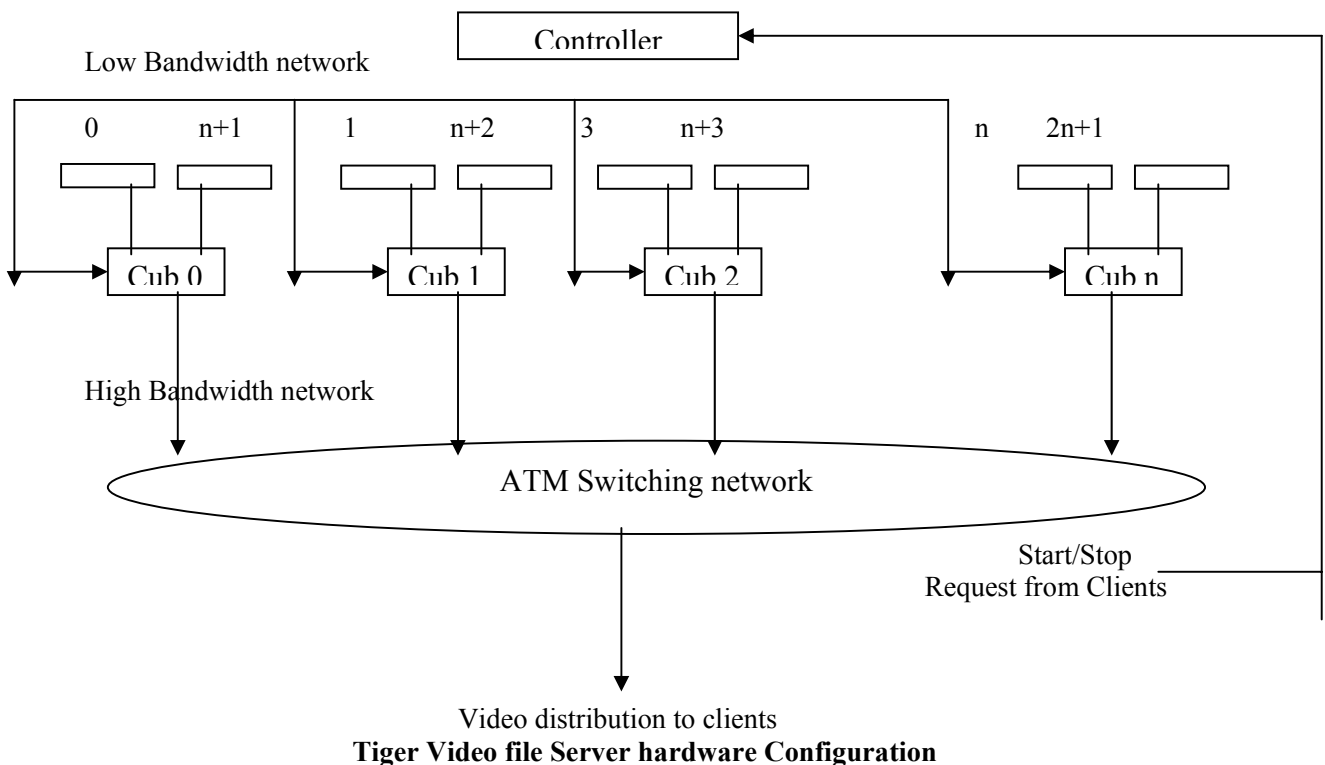 Controller
Low Bandwidth network
0 n+1 1 n+2 3 n+3 n 2n+1
Cub 0 Cub 1 Cub 2 Cub n
High Bandwidth network
ATM Switching network
Start/Stop
Request from Clients
Video distribution to clients
Tiger Video file Server hardware Configuration